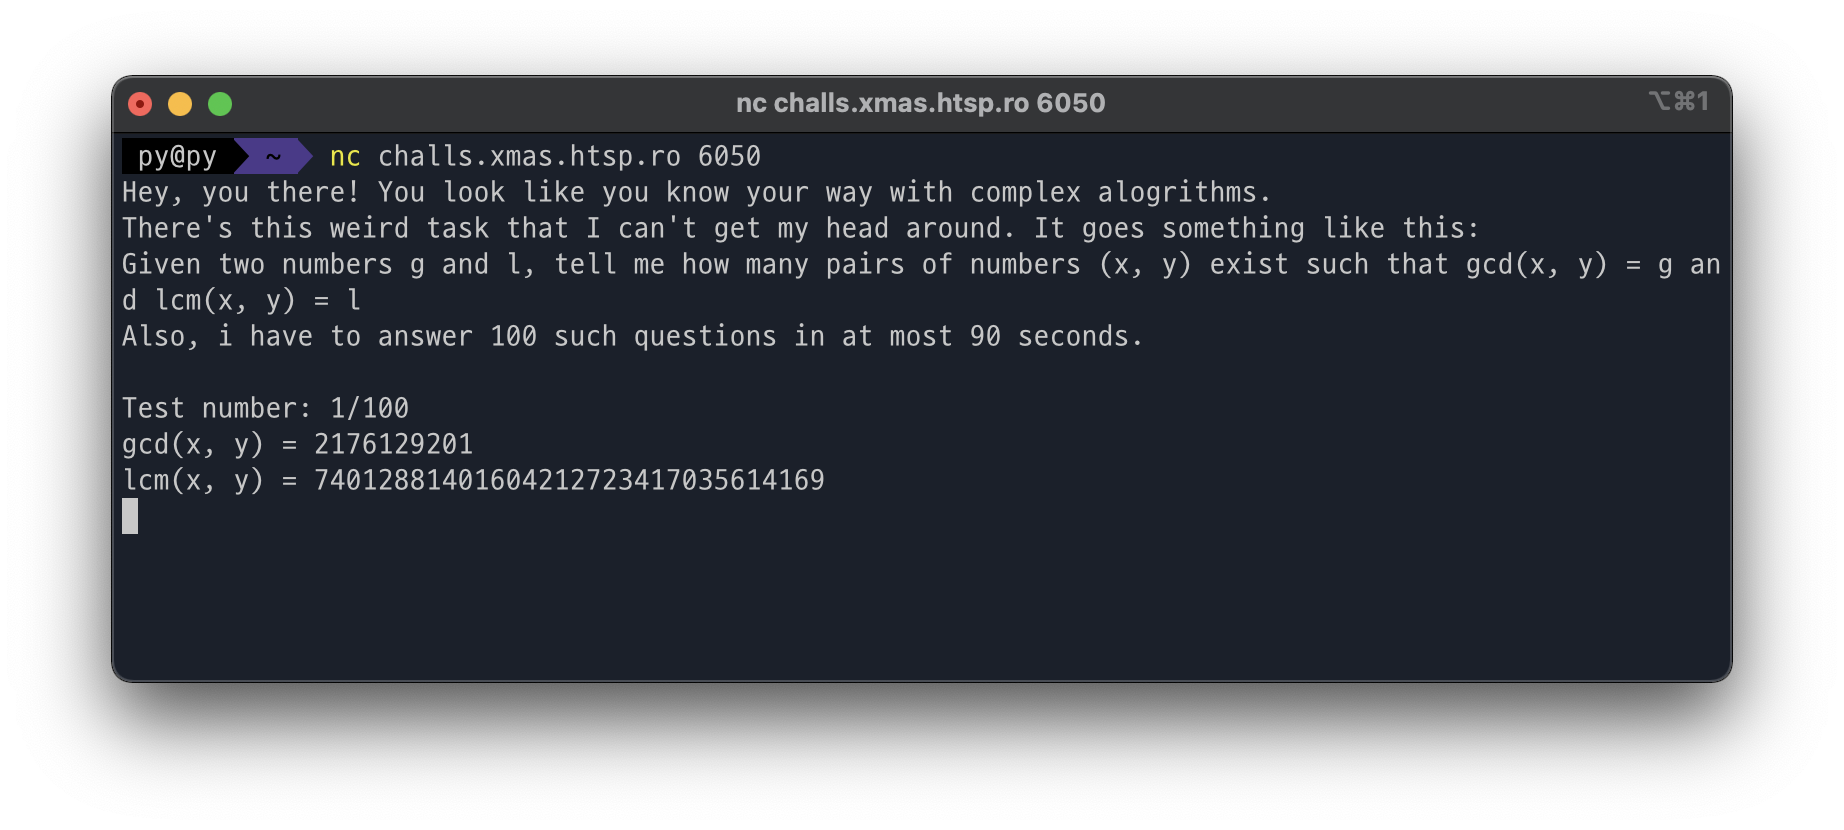 nc challs.xmas.htsp.ro 6050
⌥⌘1
py@py ~ nc challs.xmas.htsp.ro 6050
Hey, you there! You look like you know your way with complex alogrithms.
There's this weird task that I can't get my head around. It goes something like this:
Given two numbers g and l, tell me how many pairs of numbers (x, y) exist such that gcd(x, y) = g an
d lcm(x, y) = l
Also, i have to answer 100 such questions in at most 90 seconds.
Test number: 1/100
gcd(x, y) = 2176129201
lcm(x, y) = 74012881401604212723417035614169